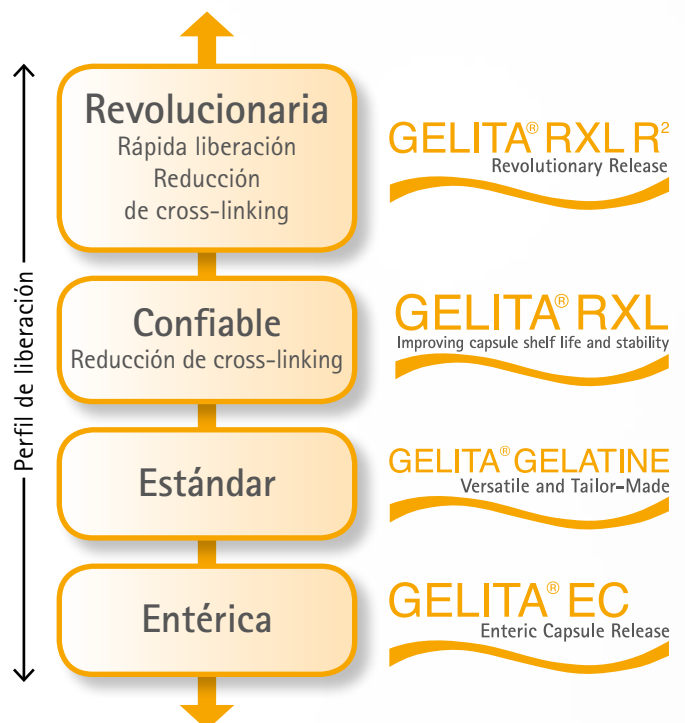 Perfil de liberación
Revolucionaria
Rápida liberación
Reducción
de cross-linking
GELITA® RXL R²
Revolutionary Release
Confiable
Reducción de cross-linking
GELITA® RXL
Improving capsule shelf life and stability
Estándar
GELITA® GELATINE
Versatile and Tailor-Made
Entérica
GELITA® EC
Enteric Capsule Release